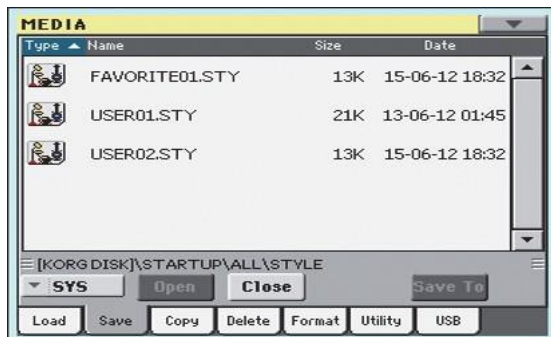 MEDIA
Type Name Size Date
FAVORITE01.STY 13K 15-06-12 18:32
USER01.STY 21K 13-06-12 01:45
USER02.STY 13K 15-06-12 18:32
[KORG DISK]\STARTUP\ALL\STYLE
SYS Open Close Save To
Load Save Copy Delete Format Utility USB